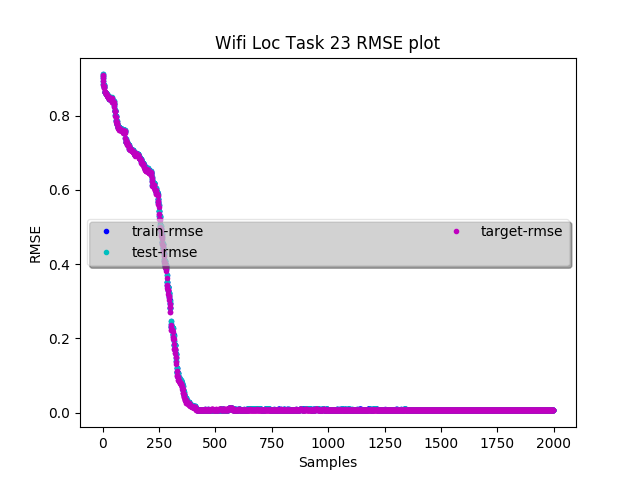 Wifi Loc Task 23 RMSE plot
0.8
0.6
0.4
0.2
0.0
RMSE
train-rmse
test-rmse
target-rmse
0 250 500 750 1000 1250 1500 1750 2000
Samples